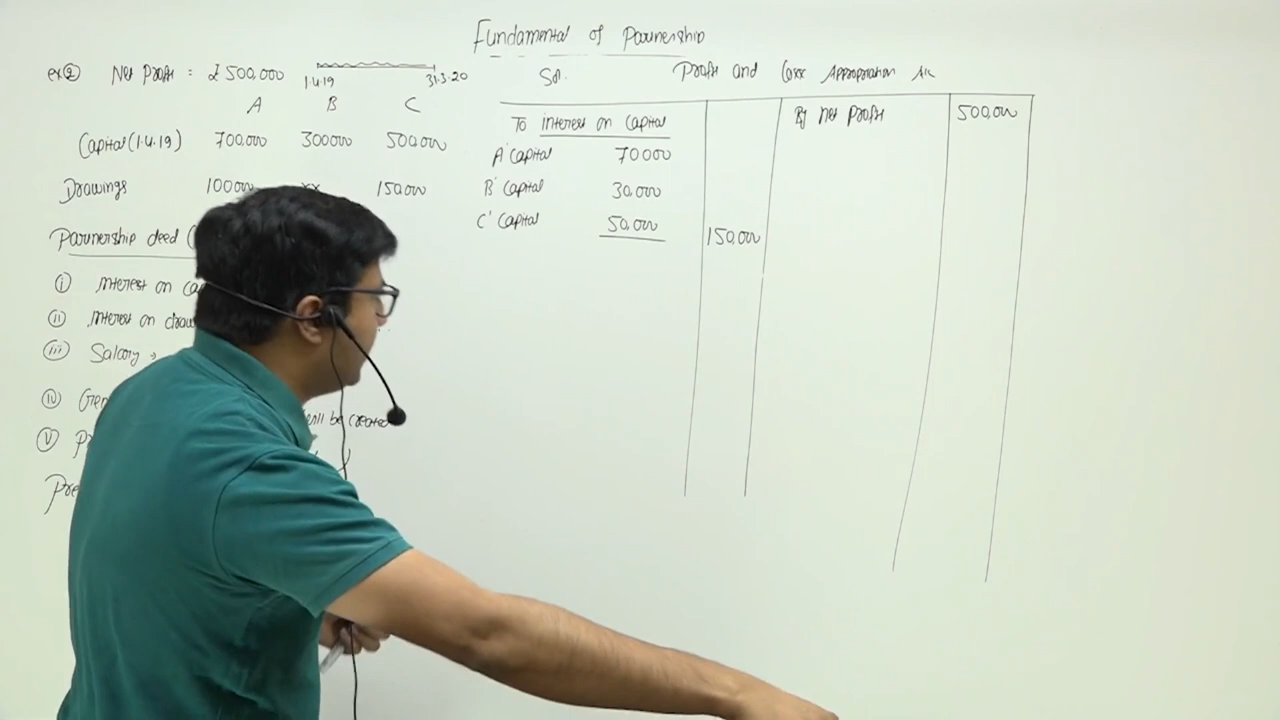 Fundamental of Partnership
ex② Net Profit = ₹ 500,000
1.4.19 31.3.20
A B C
Capital (1.4.19) 700,000 300000 500,000
Drawings 100000 xx 150,000
Partnership deed (
(i) interest on ca
(ii) interest on draw
(iii) Salary →
(iv) Gen
will be created
(v) P
Pre
Sol. Profit and Loss Appropriation A/c
To interest on capital By Net Profit 500,000
A' Capital 70000
B' Capital 30,000
C' Capital 50,000
150,000